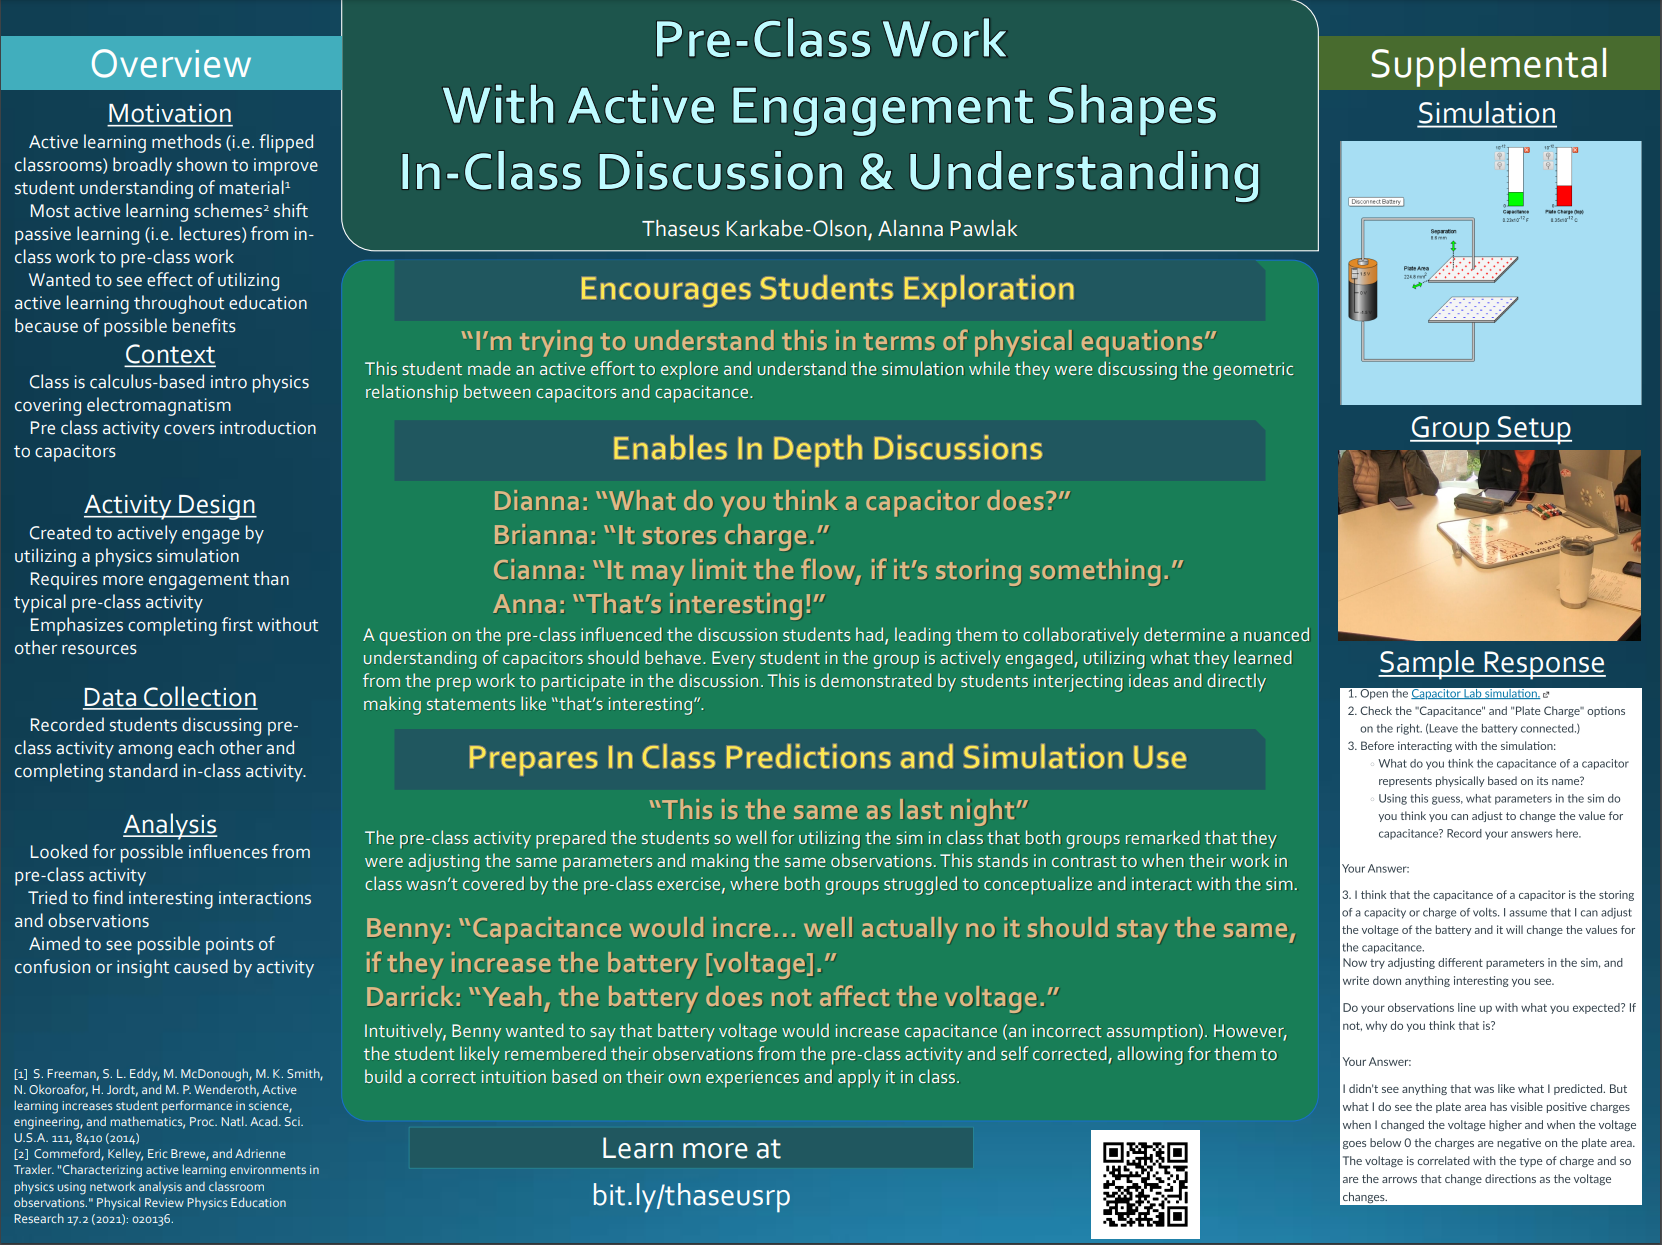 Pre-Class Work
With Active Engagement Shapes
In-Class Discussion & Understanding
Thaseus Karkabe-Olson, Alanna Pawlak
Overview
Motivation
Active learning methods (i.e. flipped
classrooms) broadly shown to improve
student understanding of material¹
Most active learning schemes² shift
passive learning (i.e. lectures) from in-
class work to pre-class work
Wanted to see effect of utilizing
active learning throughout education
because of possible benefits
Context
Class is calculus-based intro physics
covering electromagnatism
Pre class activity covers introduction
to capacitors
Activity Design
Created to actively engage by
utilizing a physics simulation
Requires more engagement than
typical pre-class activity
Emphasizes completing first without
other resources
Data Collection
Recorded students discussing pre-
class activity among each other and
completing standard in-class activity.
Analysis
Looked for possible influences from
pre-class activity
Tried to find interesting interactions
and observations
Aimed to see possible points of
confusion or insight caused by activity
[1] S. Freeman, S. L. Eddy, M. McDonough, M. K. Smith,
N. Okoroafor, H. Jordt, and M. P. Wenderoth, Active
learning increases student performance in science,
engineering, and mathematics, Proc. Natl. Acad. Sci.
U.S.A. 111, 8410 (2014)
[2] Commeford, Kelley, Eric Brewe, and Adrienne
Traxler. "Characterizing active learning environments in
physics using network analysis and classroom
observations." Physical Review Physics Education
Research 17.2 (2021): 020136.
Encourages Students Exploration
“I’m trying to understand this in terms of physical equations”
This student made an active effort to explore and understand the simulation while they were discussing the geometric
relationship between capacitors and capacitance.
Enables In Depth Discussions
Dianna: “What do you think a capacitor does?”
Brianna: “It stores charge.”
Cianna: “It may limit the flow, if it’s storing something.”
Anna: “That’s interesting!”
A question on the pre-class influenced the discussion students had, leading them to collaboratively determine a nuanced
understanding of capacitors should behave. Every student in the group is actively engaged, utilizing what they learned
from the prep work to participate in the discussion. This is demonstrated by students interjecting ideas and directly
making statements like “that’s interesting”.
Prepares In Class Predictions and Simulation Use
“This is the same as last night”
The pre-class activity prepared the students so well for utilizing the sim in class that both groups remarked that they
were adjusting the same parameters and making the same observations. This stands in contrast to when their work in
class wasn’t covered by the pre-class exercise, where both groups struggled to conceptualize and interact with the sim.
Benny: “Capacitance would incre... well actually no it should stay the same,
if they increase the battery [voltage].”
Darrick: “Yeah, the battery does not affect the voltage.”
Intuitively, Benny wanted to say that battery voltage would increase capacitance (an incorrect assumption). However,
the student likely remembered their observations from the pre-class activity and self corrected, allowing for them to
build a correct intuition based on their own experiences and apply it in class.
Learn more at
bit.ly/thaseusrp
Supplemental
Simulation
Disconnect Battery
Capacitance
Plate Charge (top)
Separation
Plate Area
Group Setup
Sample Response
1. Open the Capacitor Lab simulation.
2. Check the "Capacitance" and "Plate Charge" options
on the right. (Leave the battery connected.)
3. Before interacting with the simulation:
◦ What do you think the capacitance of a capacitor
represents physically based on its name?
◦ Using this guess, what parameters in the sim do
you think you can adjust to change the value for
capacitance? Record your answers here.
Your Answer:
3. I think that the capacitance of a capacitor is the storing
of a capacity or charge of volts. I assume that I can adjust
the voltage of the battery and it will change the values for
the capacitance.
Now try adjusting different parameters in the sim, and
write down anything interesting you see.
Do your observations line up with what you expected? If
not, why do you think that is?
Your Answer:
I didn't see anything that was like what I predicted. But
what I do see the plate area has visible positive charges
when I changed the voltage higher and when the voltage
goes below 0 the charges are negative on the plate area.
The voltage is correlated with the type of charge and so
are the arrows that change directions as the voltage
changes.